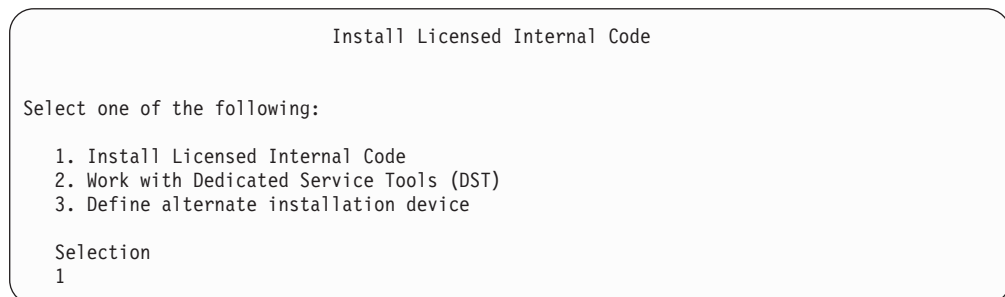 Install Licensed Internal Code
Select one of the following:
1. Install Licensed Internal Code
2. Work with Dedicated Service Tools (DST)
3. Define alternate installation device
Selection
1